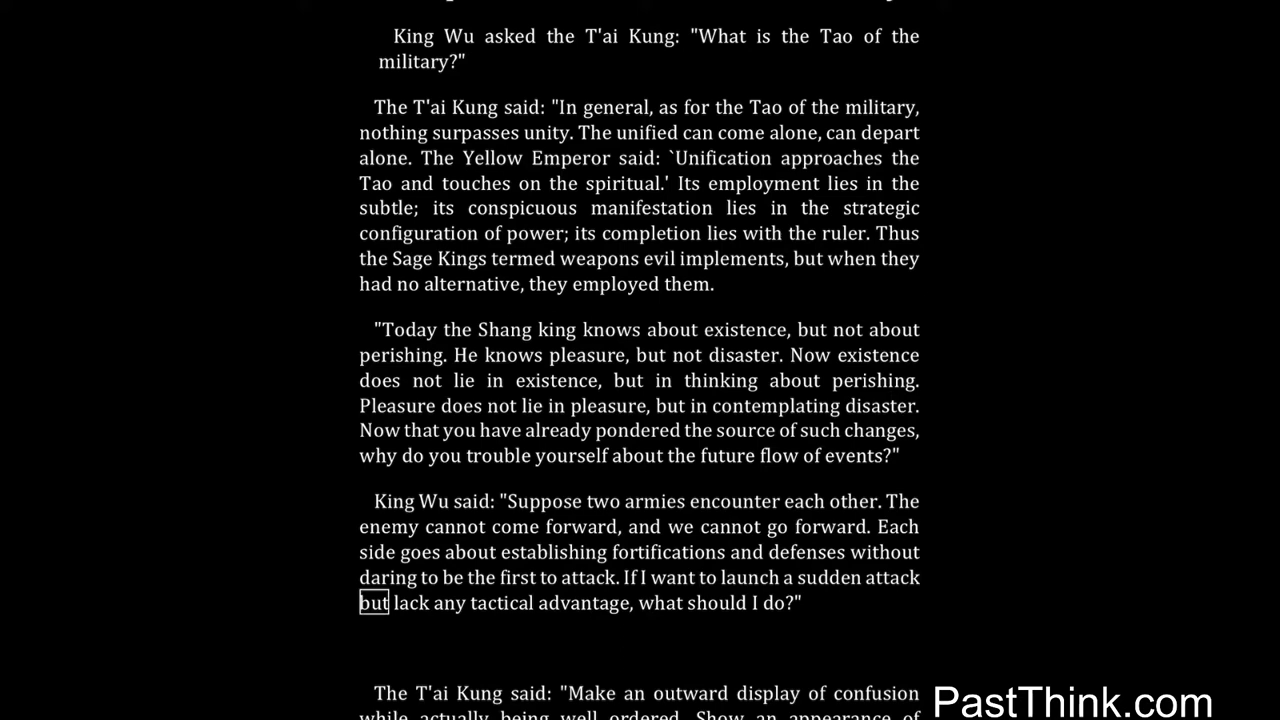 King Wu asked the T'ai Kung: "What is the Tao of the
military?"
The T'ai Kung said: "In general, as for the Tao of the military,
nothing surpasses unity. The unified can come alone, can depart
alone. The Yellow Emperor said: `Unification approaches the
Tao and touches on the spiritual.' Its employment lies in the
subtle; its conspicuous manifestation lies in the strategic
configuration of power; its completion lies with the ruler. Thus
the Sage Kings termed weapons evil implements, but when they
had no alternative, they employed them.
"Today the Shang king knows about existence, but not about
perishing. He knows pleasure, but not disaster. Now existence
does not lie in existence, but in thinking about perishing.
Pleasure does not lie in pleasure, but in contemplating disaster.
Now that you have already pondered the source of such changes,
why do you trouble yourself about the future flow of events?"
King Wu said: "Suppose two armies encounter each other. The
enemy cannot come forward, and we cannot go forward. Each
side goes about establishing fortifications and defenses without
daring to be the first to attack. If I want to launch a sudden attack
but lack any tactical advantage, what should I do?"
The T'ai Kung said: "Make an outward display of confusion
while actually being well ordered. Show an appearance of
PastThink.com